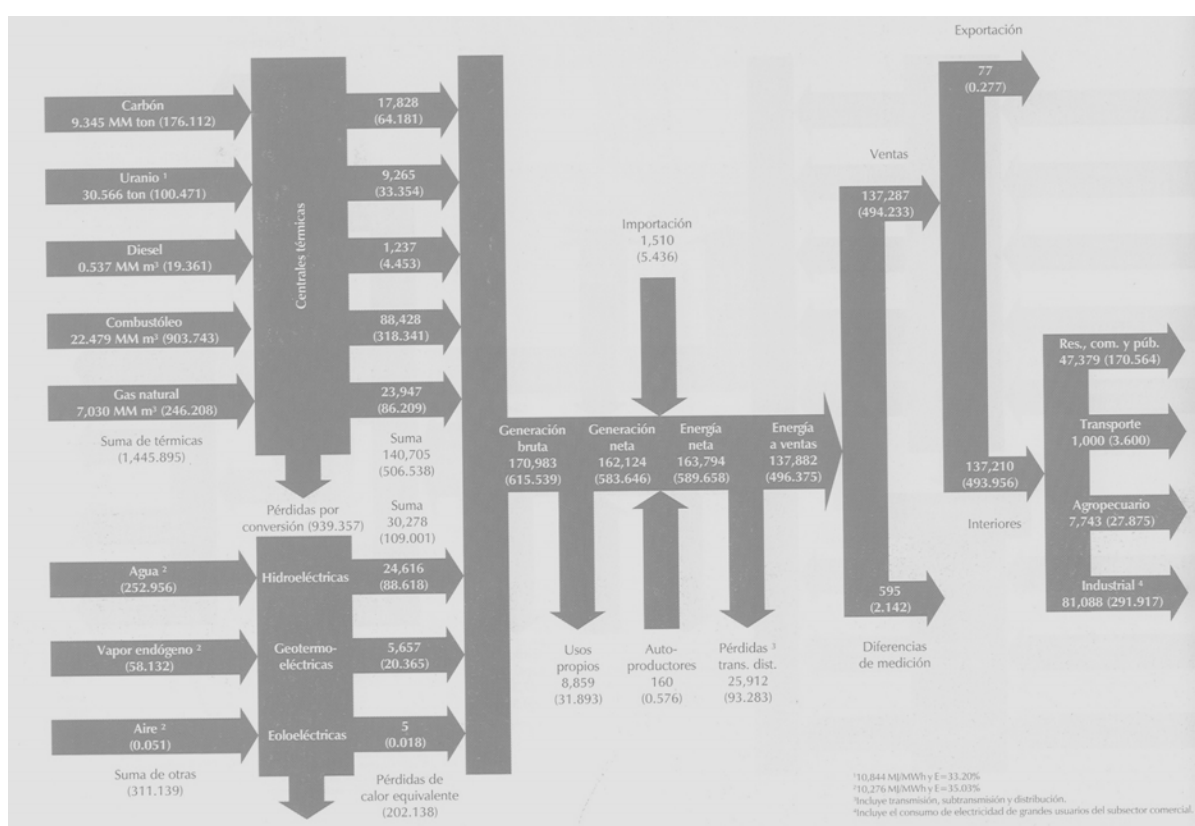 Exportación
77
(0.277)
Carbón
9.345 MM ton (176.112)
17,828
(64.181)
Ventas
137,287
(494.233)
Uranio ¹
30.566 ton (100.471)
9,265
(33.354)
Importación
1,510
(5.436)
Diesel
0.537 MM m³ (19.361)
Centrales térmicas
1,237
(4.453)
Combustóleo
22.479 MM m³ (903.743)
88,428
(318.341)
Res., com. y púb.
47,379 (170.564)
Gas natural
7,030 MM m³ (246.208)
23,947
(86.209)
Suma de térmicas
(1,445.895)
Suma
140,705
(506.538)
Generación
bruta
170,983
(615.539)
Generación
neta
162,124
(583.646)
Energía
neta
163,794
(589.658)
Energía
a ventas
137,882
(496.375)
Transporte
1,000 (3.600)
137,210
(493.956)
Interiores
Pérdidas por
conversión (939.357)
Suma
30,278
(109.001)
Agropecuario
7,743 (27.875)
Agua ²
(252.956)
Hidroeléctricas
24,616
(88.618)
595
(2.142)
Diferencias
de medición
Industrial ⁴
81,088 (291.917)
Vapor endógeno ²
(58.132)
Geotermo-
eléctricas
5,657
(20.365)
Usos
propios
8,859
(31.893)
Auto-
productores
160
(0.576)
Pérdidas ³
trans. dist.
25,912
(93.283)
Aire ²
(0.051)
Eoloeléctricas
5
(0.018)
Suma de otras
(311.139)
Pérdidas de
calor equivalente
(202.138)
¹10,844 MJ/MWh y E=33.20%
²10,276 MJ/MWh y E=35.03%
³Incluye transmisión, subtransmisión y distribución.
⁴Incluye el consumo de electricidad de grandes usuarios del subsector comercial.